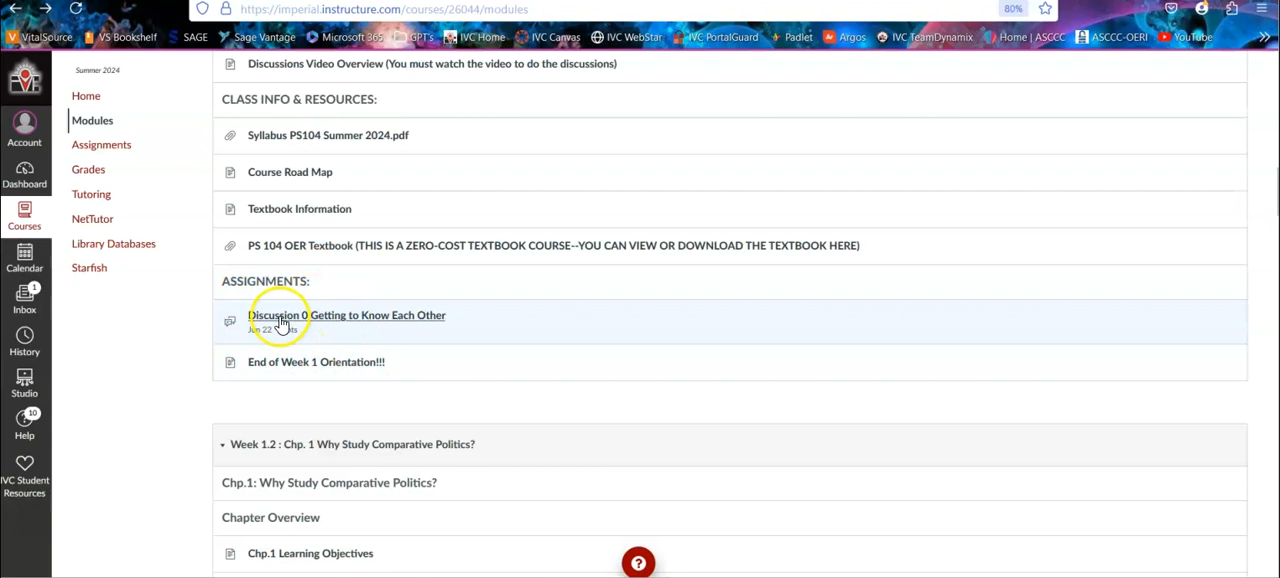 https://imperial.instructure.com/courses/26044/modules
80%
VitalSource
VS Bookshelf
SAGE
Sage Vantage
Microsoft 365
GPT's
IVC Home
IVC Canvas
IVC WebStar
IVC PortalGuard
Padlet
Argos
IVC TeamDynamix
Home | ASCCC
ASCCC-OERI
YouTube
Account
Dashboard
Courses
Calendar
1
Inbox
History
Studio
10
Help
IVC Student
Resources
Summer 2024
Home
Modules
Assignments
Grades
Tutoring
NetTutor
Library Databases
Starfish
Discussions Video Overview (You must watch the video to do the discussions)
CLASS INFO & RESOURCES:
Syllabus PS104 Summer 2024.pdf
Course Road Map
Textbook Information
PS 104 OER Textbook (THIS IS A ZERO-COST TEXTBOOK COURSE--YOU CAN VIEW OR DOWNLOAD THE TEXTBOOK HERE)
ASSIGNMENTS:
Discussion 0 Getting to Know Each Other
Jun 22
End of Week 1 Orientation!!!
Week 1.2 : Chp. 1 Why Study Comparative Politics?
Chp.1: Why Study Comparative Politics?
Chapter Overview
Chp.1 Learning Objectives
?